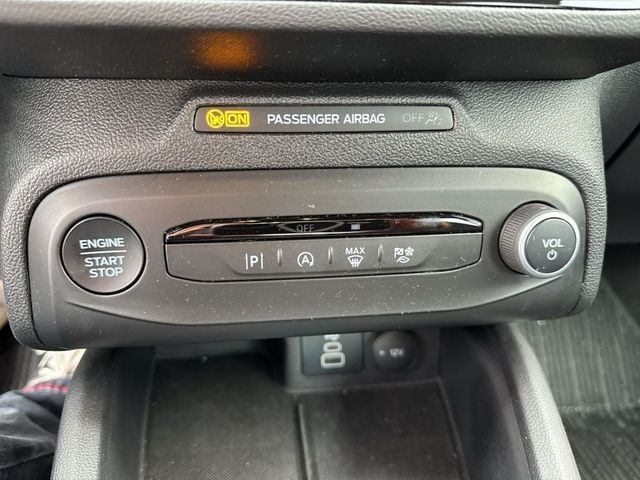 ON PASSENGER AIRBAG OFF
ENGINE
START
STOP
OFF
P A MAX
VOL
12V